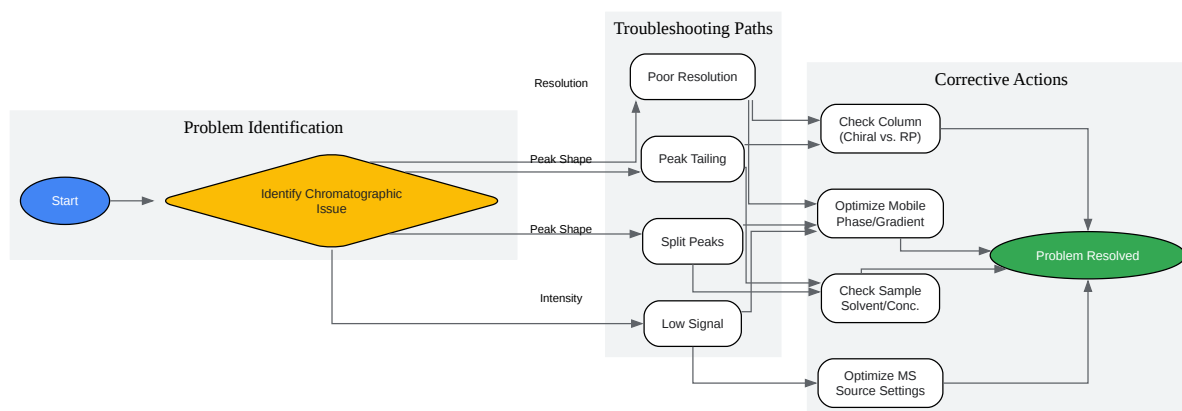 Troubleshooting Paths
Resolution
Poor Resolution
Corrective Actions
Problem Identification
Check Column
(Chiral vs. RP)
Peak Shape
Peak Tailing
Start
Identify Chromatographic
Issue
Optimize Mobile
Phase/Gradient
Peak Shape
Split Peaks
Problem Resolved
Check Sample
Solvent/Conc.
Intensity
Low Signal
Optimize MS
Source Settings